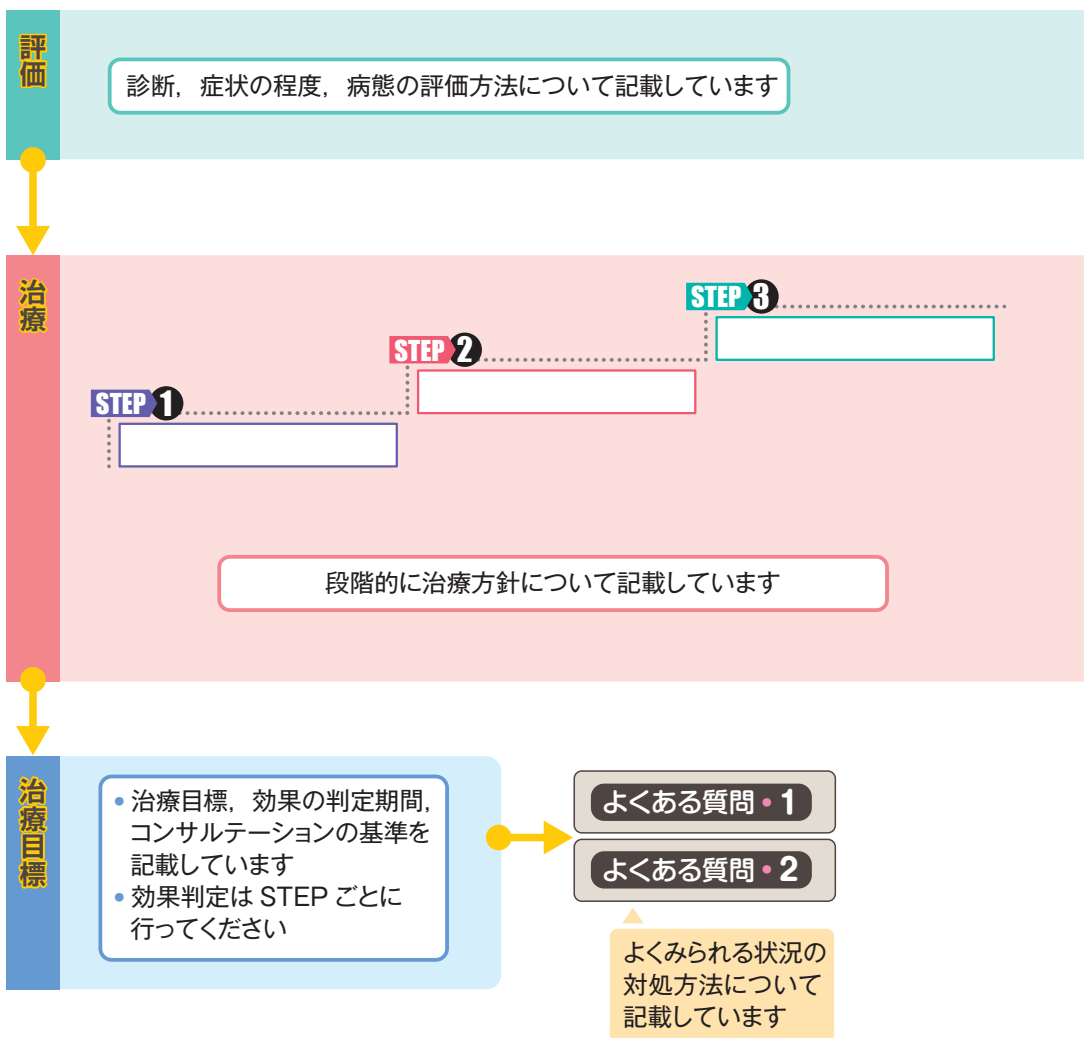 評価
診断，症状の程度，病態の評価方法について記載しています
治療
STEP 1
STEP 2
STEP 3
段階的に治療方針について記載しています
治療目標
• 治療目標，効果の判定期間，
コンサルテーションの基準を
記載しています
• 効果判定は STEP ごとに
行ってください
よくある質問・1
よくある質問・2
よくみられる状況の
対処方法について
記載しています